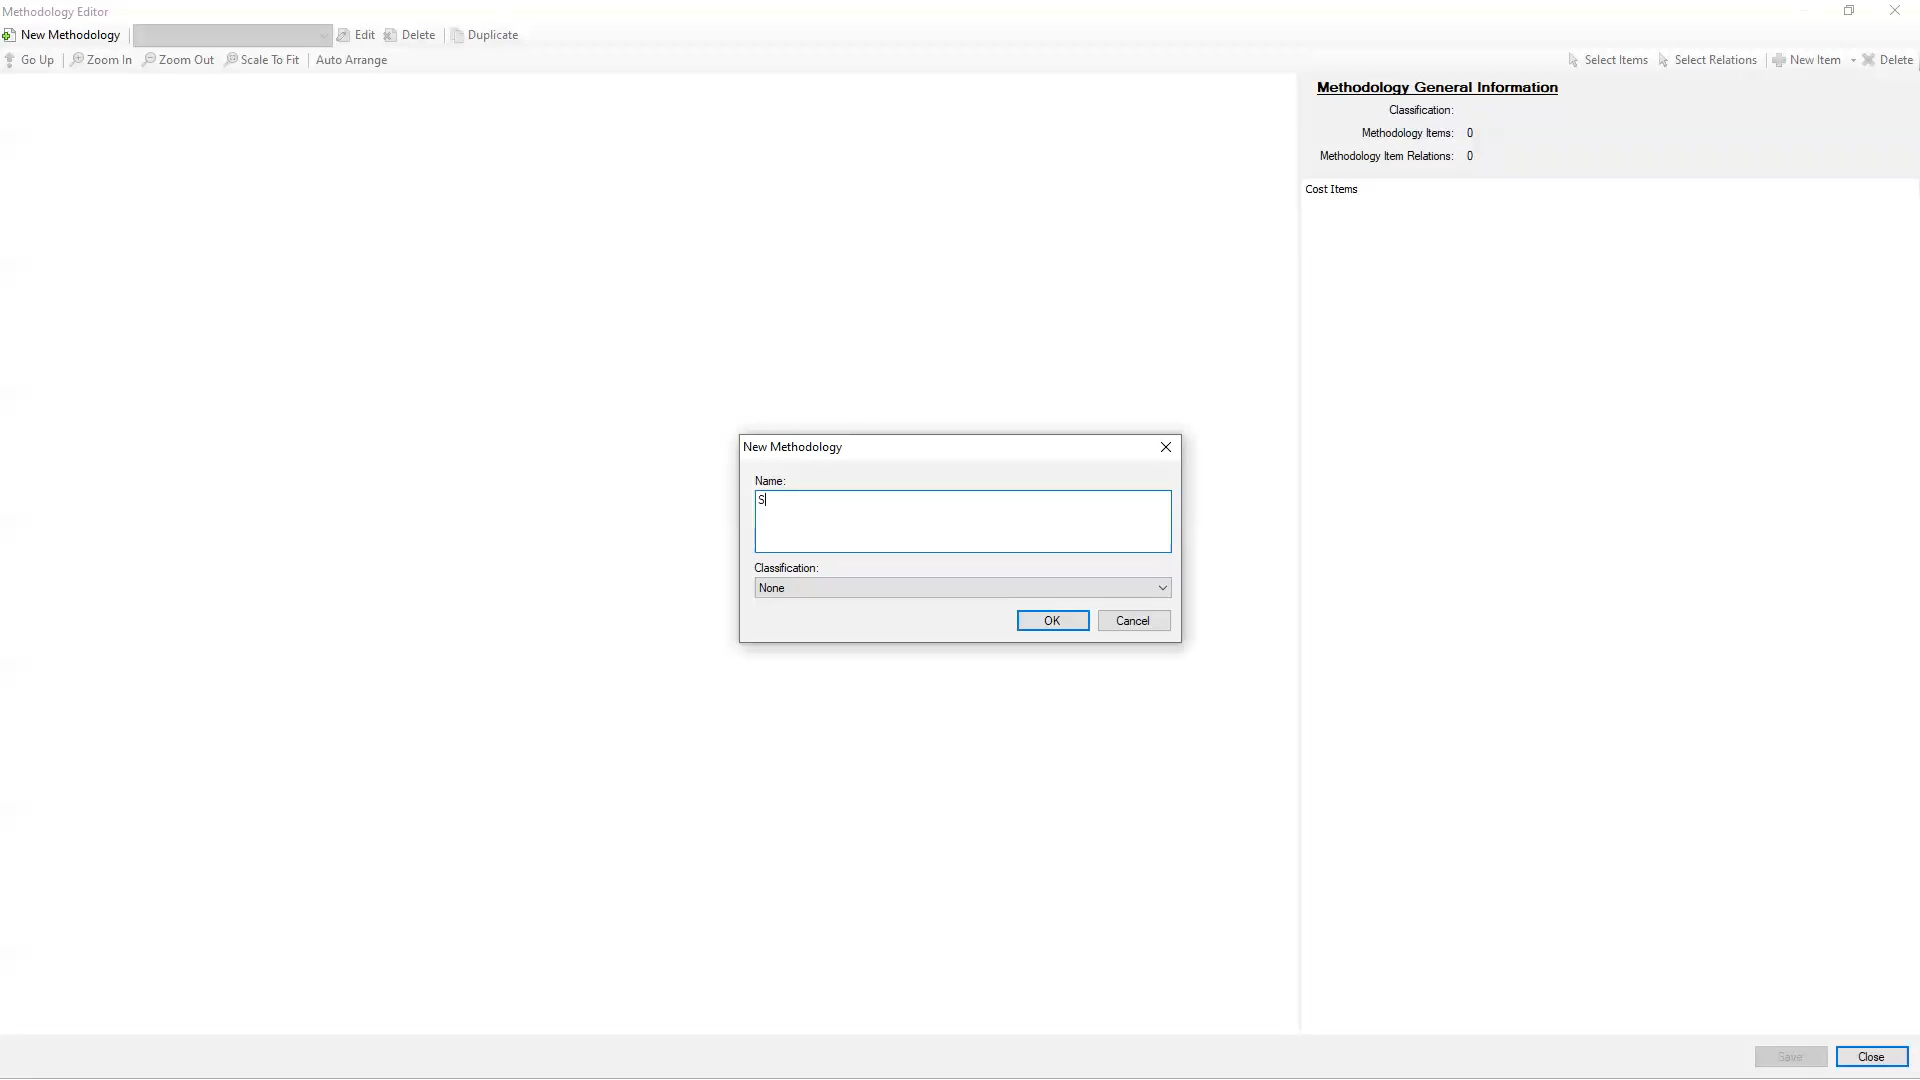 Methodology Editor
New Methodology Edit Delete Duplicate
Go Up Zoom In Zoom Out Scale To Fit Auto Arrange Select Items Select Relations New Item Delete
Methodology General Information
Classification:
Methodology Items: 0
Methodology Item Relations: 0
Cost Items
New Methodology
Name:
S
Classification:
None
OK Cancel
Save Close